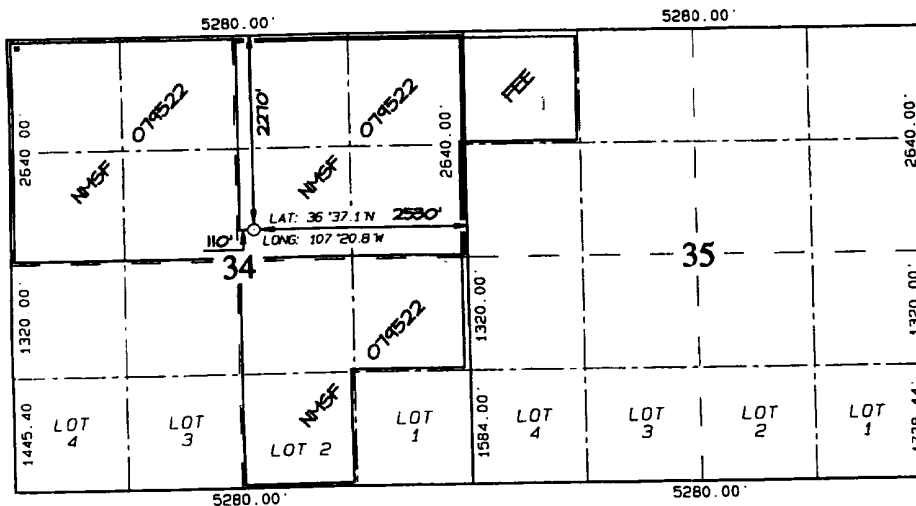 5280.00'
5280.00'
2640.00'
NMSF 079522
2270'
NMSF 079522
2640.00'
FEE
2640.00'
LAT: 36°37.1'N
2530'
110'
LONG: 107°20.8'W
34
35
1320.00'
NMSF 079522
1320.00'
1320.00'
1445.40
LOT 4
LOT 3
LOT 2
LOT 1
1584.00'
LOT 4
LOT 3
LOT 2
LOT 1
5280.00'
5280.00'